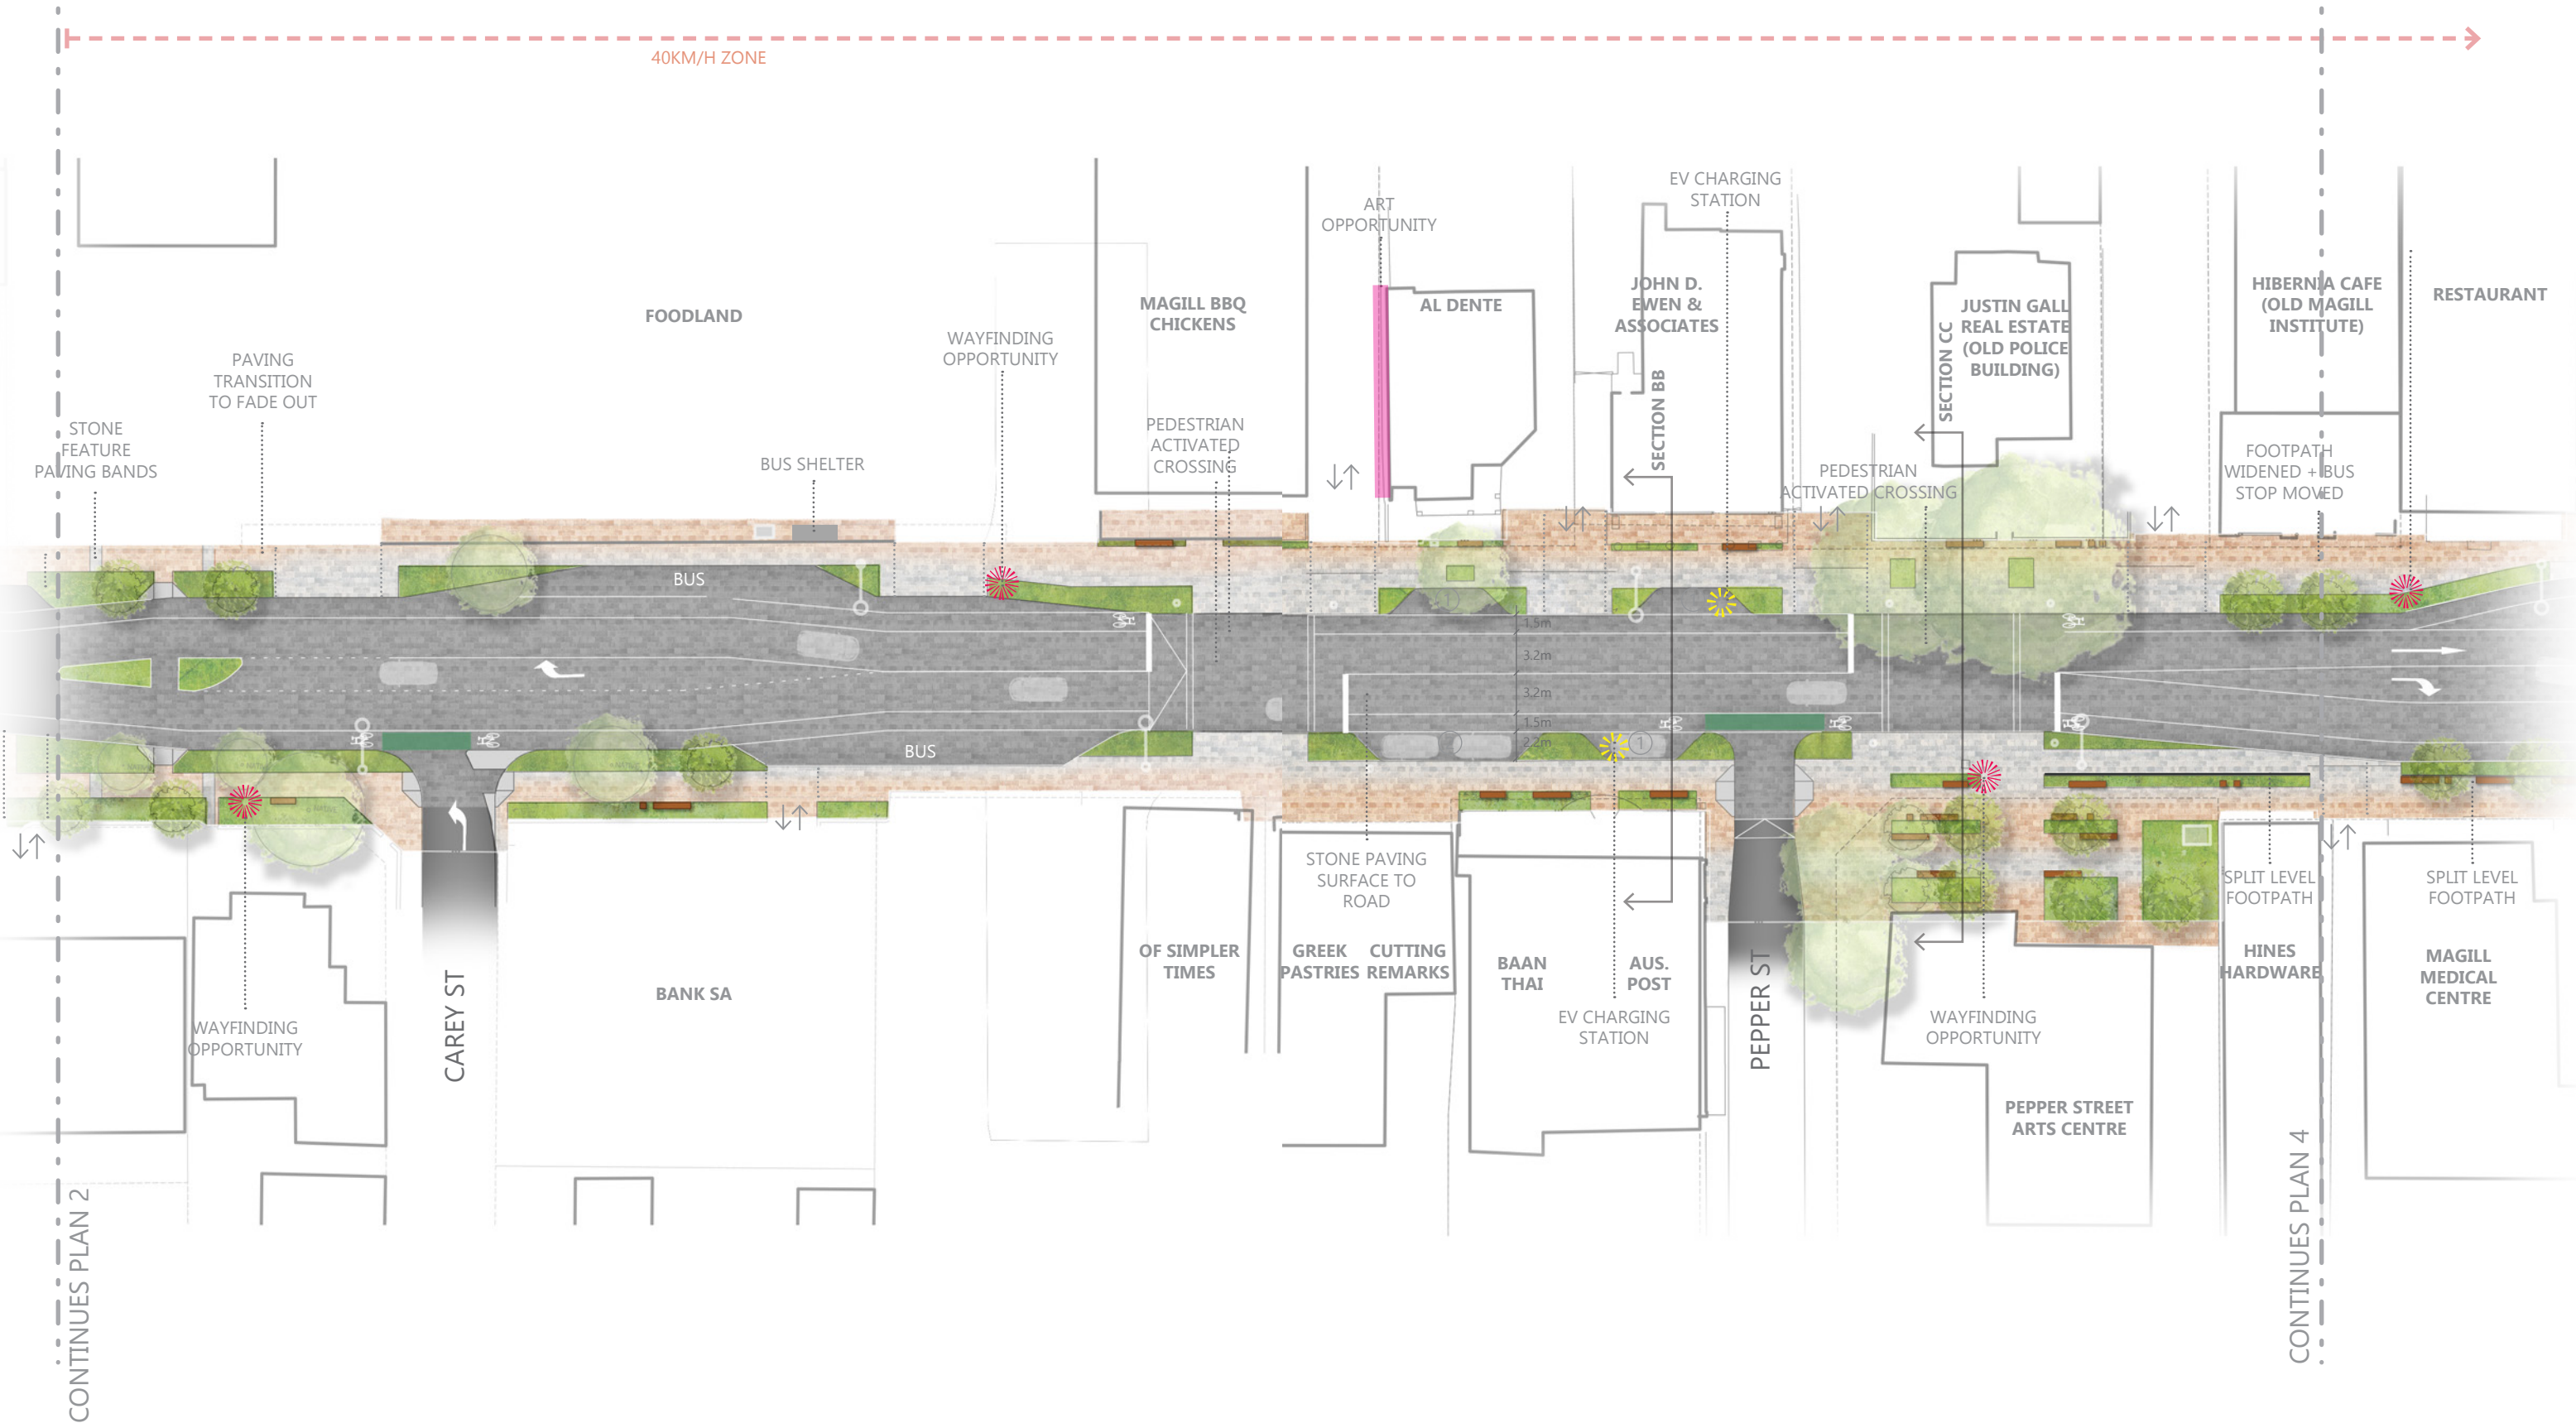 40KM/H ZONE
EV CHARGING
STATION
ART
OPPORTUNITY
HIBERNIA CAFE
(OLD MAGILL
INSTITUTE)
RESTAURANT
JOHN D.
EWEN &
ASSOCIATES
MAGILL BBQ
CHICKENS
AL DENTE
JUSTIN GALL
REAL ESTATE
(OLD POLICE
BUILDING)
FOODLAND
WAYFINDING
OPPORTUNITY
PAVING
TRANSITION
TO FADE OUT
SECTION CC
SECTION BB
STONE
FEATURE
PAVING BANDS
PEDESTRIAN
ACTIVATED
CROSSING
BUS SHELTER
PEDESTRIAN
ACTIVATED CROSSING
FOOTPATH
WIDENED + BUS
STOP MOVED
BUS
1.5m
3.2m
3.2m
1.5m
2.2m
1
BUS
STONE PAVING
SURFACE TO
ROAD
SPLIT LEVEL
FOOTPATH
SPLIT LEVEL
FOOTPATH
OF SIMPLER
TIMES
GREEK
PASTRIES
CUTTING
REMARKS
BAAN
THAI
AUS.
POST
HINES
HARDWARE
MAGILL
MEDICAL
CENTRE
BANK SA
CAREY ST
PEPPER ST
WAYFINDING
OPPORTUNITY
EV CHARGING
STATION
WAYFINDING
OPPORTUNITY
PEPPER STREET
ARTS CENTRE
CONTINUES PLAN 2
CONTINUES PLAN 4